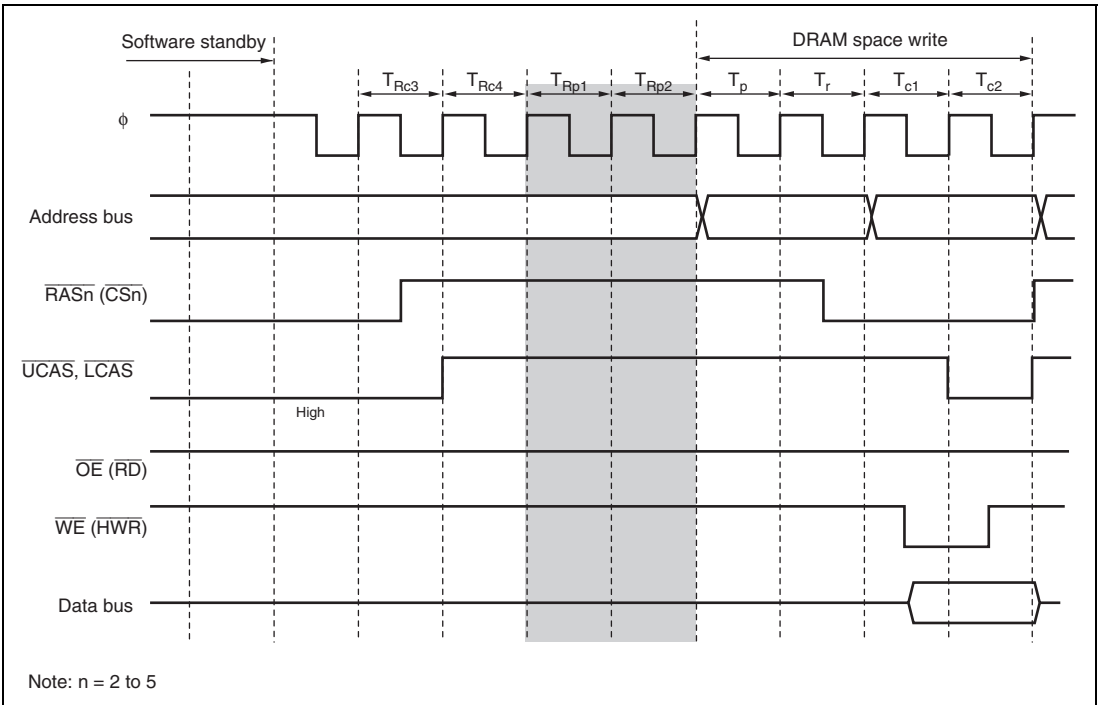 Software standby
DRAM space write
TRc3 TRc4 TRp1 TRp2 Tp Tr Tc1 Tc2
φ
Address bus
RASn (CSn)
UCAS, LCAS
High
OE (RD)
WE (HWR)
Data bus
Note: n = 2 to 5